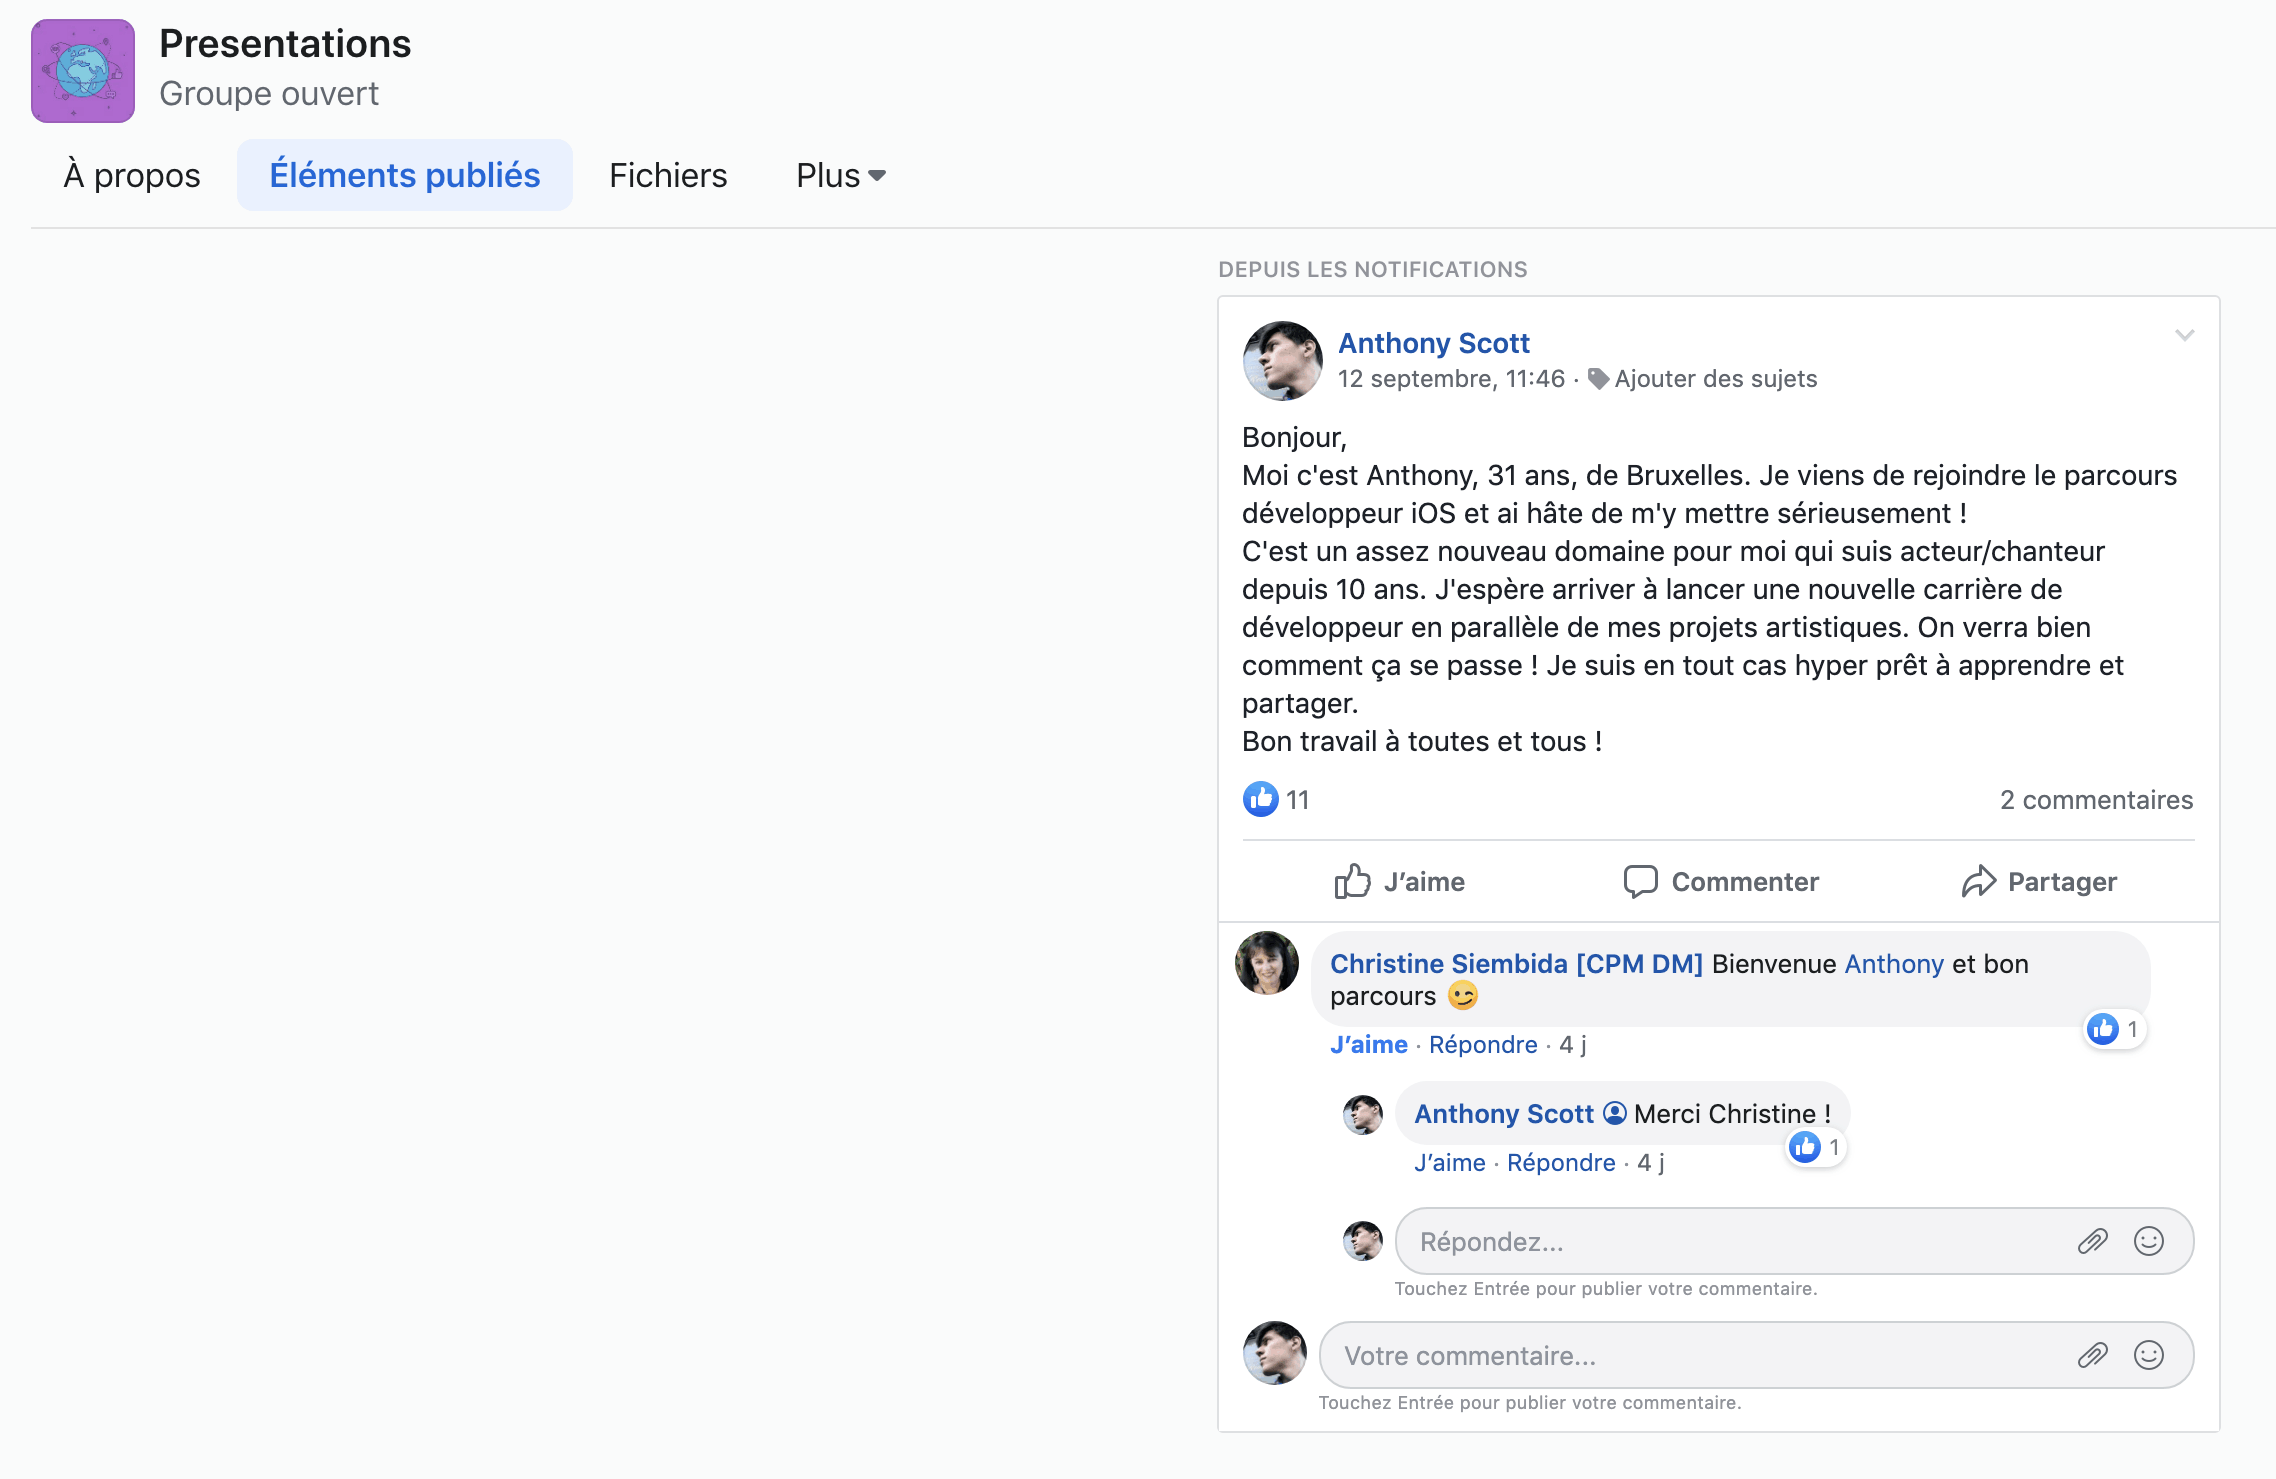 Presentations
Groupe ouvert
À propos
Éléments publiés
Fichiers
Plus
DEPUIS LES NOTIFICATIONS
Anthony Scott
12 septembre, 11:46 · Ajouter des sujets
Bonjour,
Moi c'est Anthony, 31 ans, de Bruxelles. Je viens de rejoindre le parcours
développeur iOS et ai hâte de m'y mettre sérieusement !
C'est un assez nouveau domaine pour moi qui suis acteur/chanteur
depuis 10 ans. J'espère arriver à lancer une nouvelle carrière de
développeur en parallèle de mes projets artistiques. On verra bien
comment ça se passe ! Je suis en tout cas hyper prêt à apprendre et
partager.
Bon travail à toutes et tous !
11
2 commentaires
J’aime
Commenter
Partager
Christine Siembida [CPM DM] Bienvenue Anthony et bon
parcours 😉
1
J’aime · Répondre · 4 j
Anthony Scott Merci Christine !
1
J’aime · Répondre · 4 j
Répondez...
Touchez Entrée pour publier votre commentaire.
Votre commentaire...
Touchez Entrée pour publier votre commentaire.